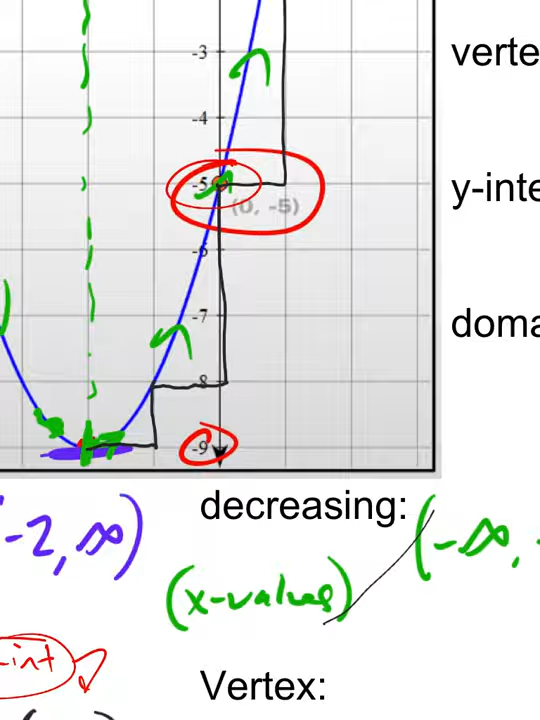 -3
verte
-4
-5
y-inte
(0, -5)
-6
-7
doma
-8
-9
decreasing:
-2, ∞)
(-∞, -
(x-values)
-int
Vertex: